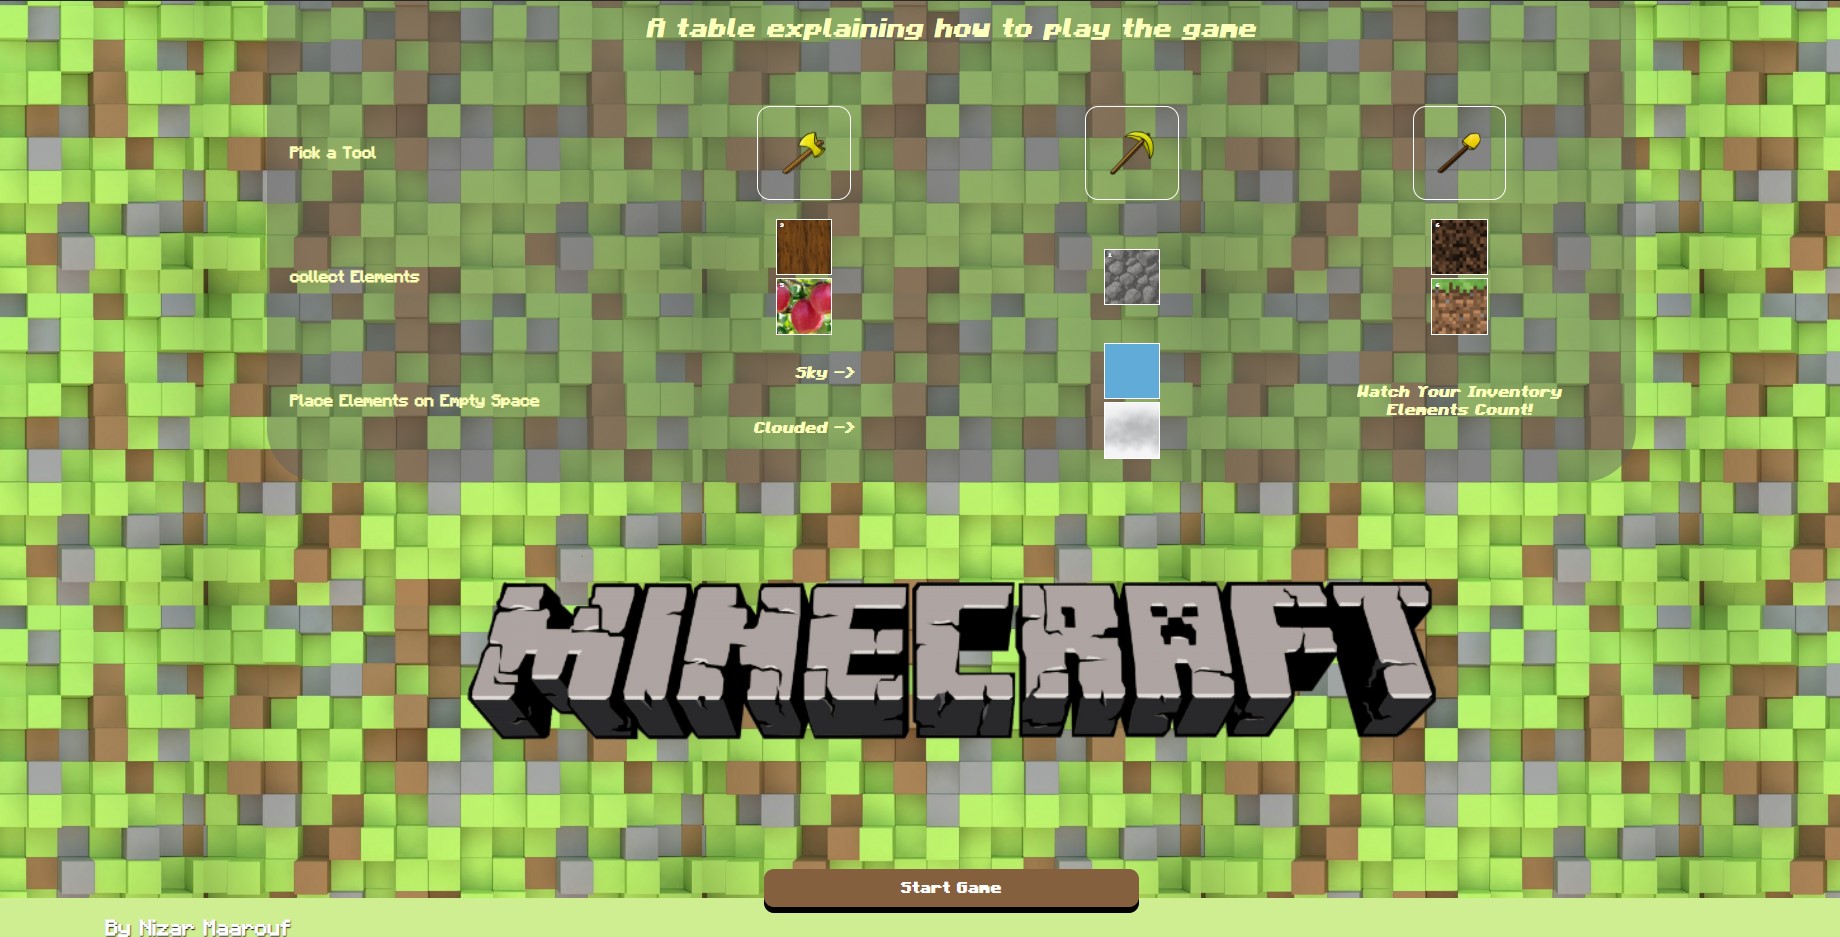 A table explaining how to play the game
Pick a Tool
collect Elements
Place Elements on Empty Space
Sky ->
Clouded ->
Watch Your Inventory
Elements Count!
MINECRAFT
Start Game
By Nizar Maarouf